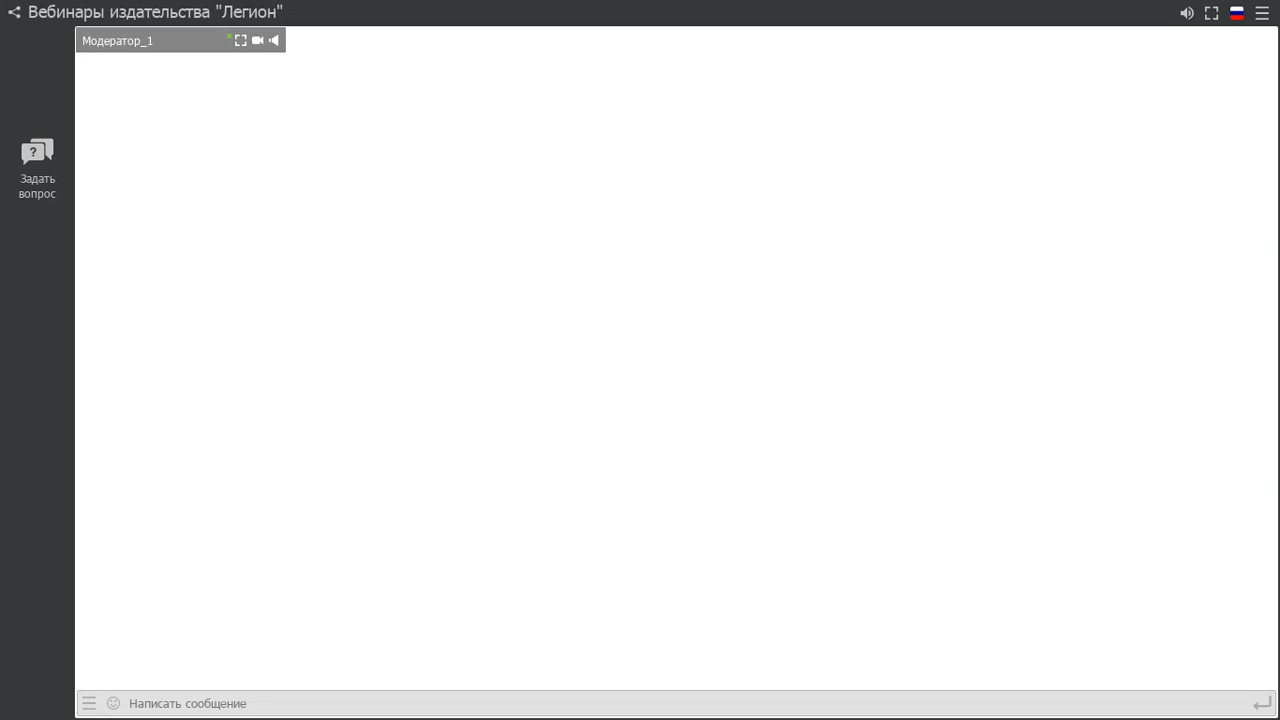 Вебинары издательства "Легион"
Модератор_1
Задать
вопрос
Написать сообщение